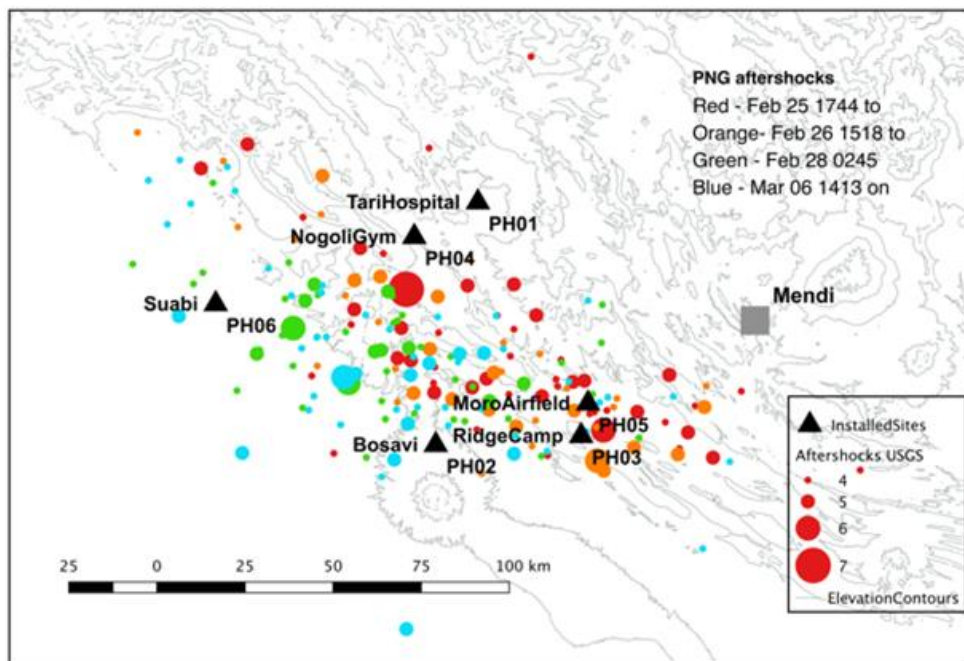 PNG aftershocks
Red - Feb 25 1744 to
Orange- Feb 26 1518 to
Green - Feb 28 0245
Blue - Mar 06 1413 on
TariHospital
PH01
NogoliGym
PH04
Mendi
Suabi
PH06
MoroAirfield
PH05
RidgeCamp
Bosavi
PH03
PH02
InstalledSites
Aftershocks USGS
4
5
6
7
ElevationContours
25 0 25 50 75 100 km